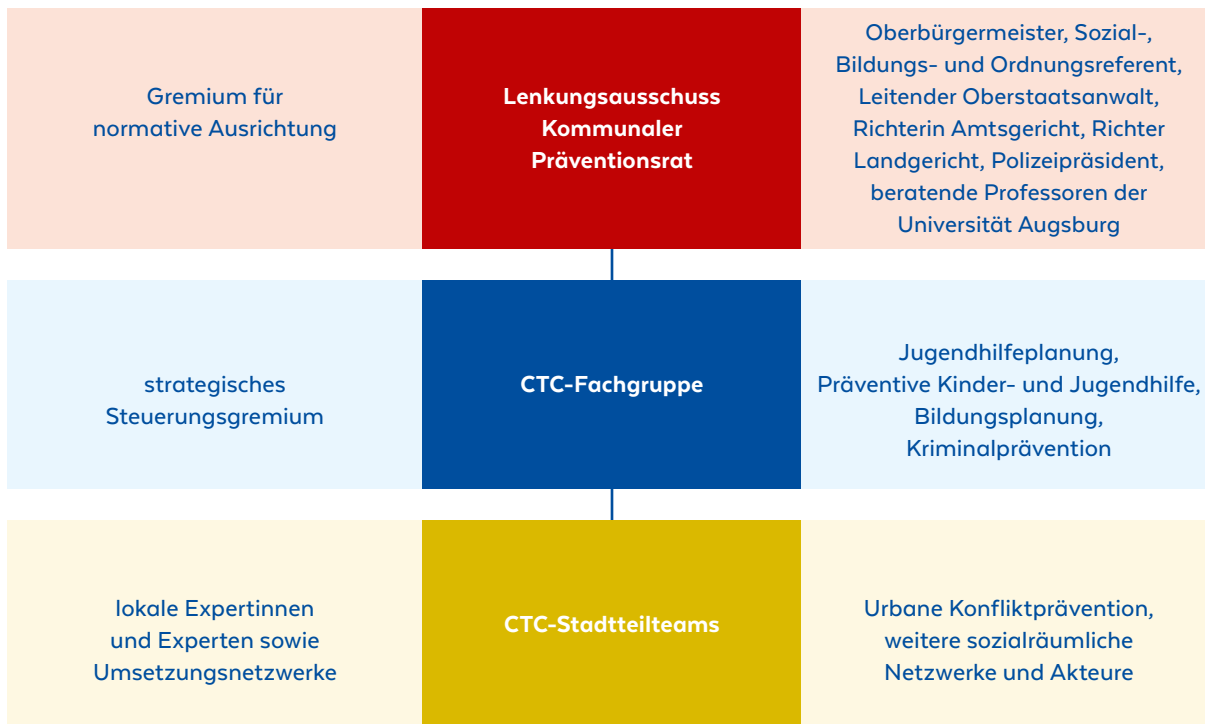 Gremium für
normative Ausrichtung
Lenkungsausschuss
Kommunaler
Präventionsrat
Oberbürgermeister, Sozial-,
Bildungs- und Ordnungsreferent,
Leitender Oberstaatsanwalt,
Richterin Amtsgericht, Richter
Landgericht, Polizeipräsident,
beratende Professoren der
Universität Augsburg
strategisches
Steuerungsgremium
CTC-Fachgruppe
Jugendhilfeplanung,
Präventive Kinder- und Jugendhilfe,
Bildungsplanung,
Kriminalprävention
lokale Expertinnen
und Experten sowie
Umsetzungsnetzwerke
CTC-Stadtteilteams
Urbane Konfliktprävention,
weitere sozialräumliche
Netzwerke und Akteure